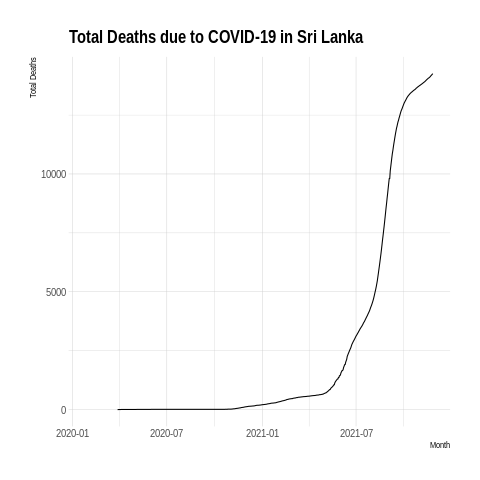 Total Deaths due to COVID-19 in Sri Lanka
Total Deaths
10000
5000
0
2020-01 2020-07 2021-01 2021-07
Month